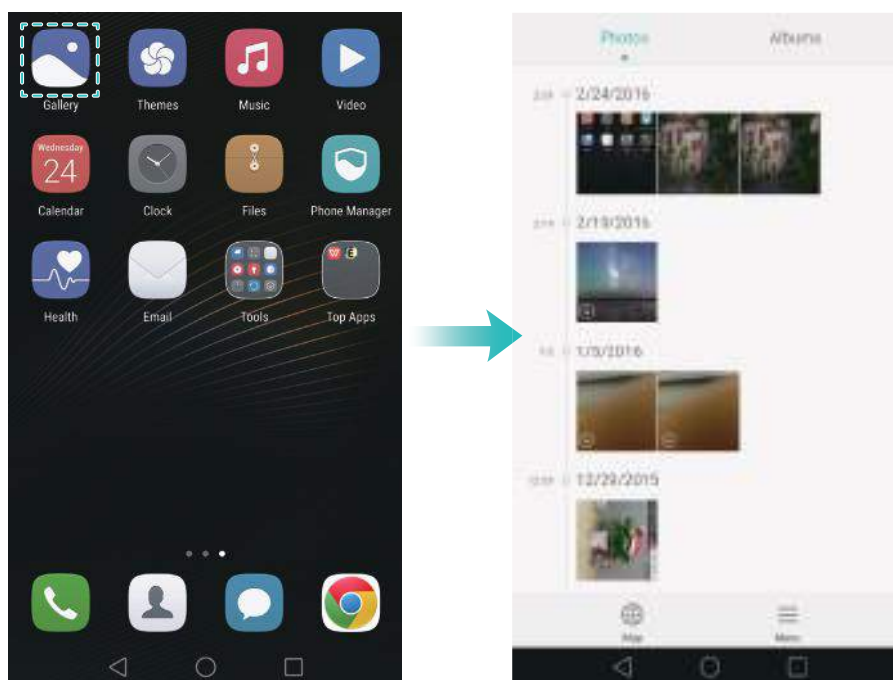 Gallery Themes Music Video
Wednesday
24
Calendar Clock Files Phone Manager
Health Email Tools Top Apps
Photos Albums
2/24/2016
2/19/2016
1/5/2016
12/29/2015
Map Menu